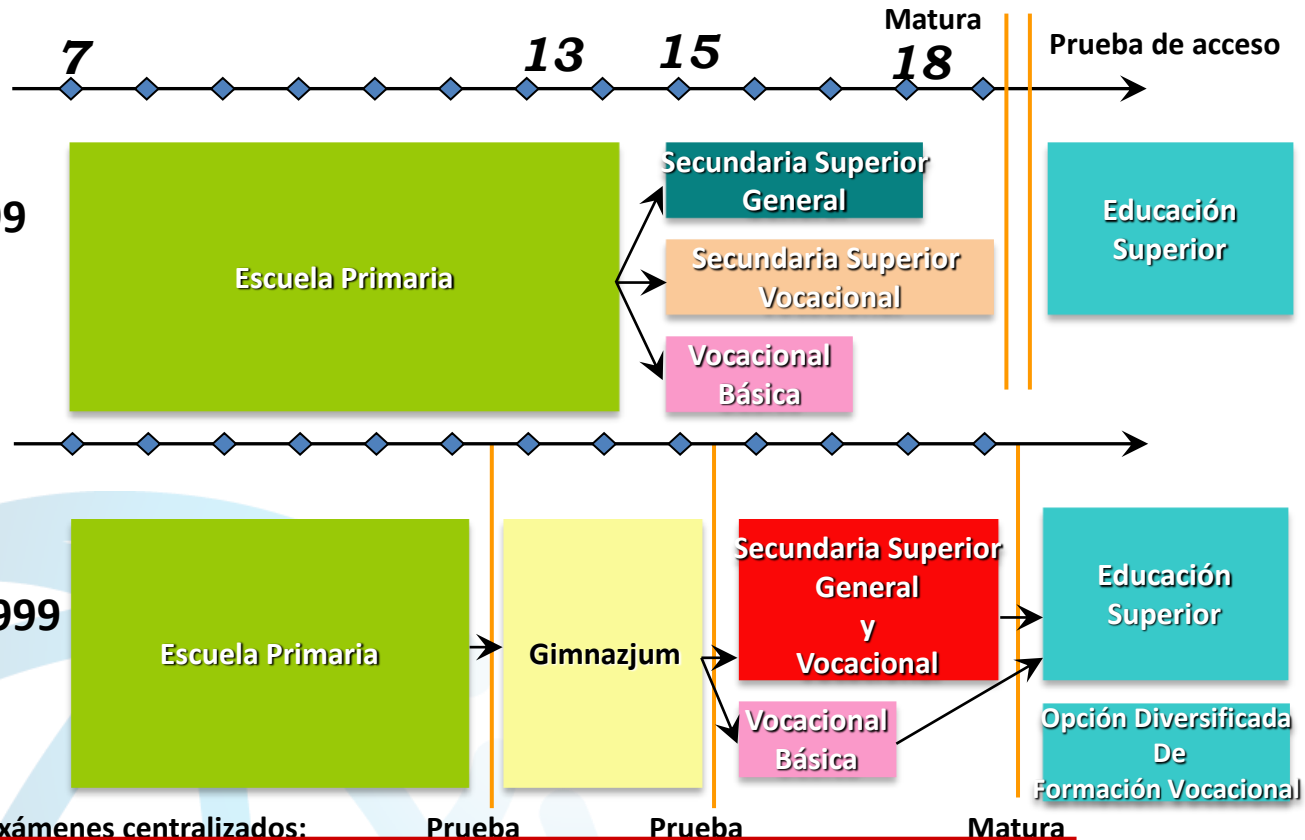 Matura
7
13
15
18
Prueba de acceso
99
Escuela Primaria
Secundaria Superior
General
Secundaria Superior
Vocacional
Vocacional
Básica
Educación
Superior
999
Escuela Primaria
Gimnazjum
Secundaria Superior
General
y
Vocacional
Vocacional
Básica
Educación
Superior
Opción Diversificada
De
Formación Vocacional
xámenes centralizados:
Prueba
Prueba
Matura